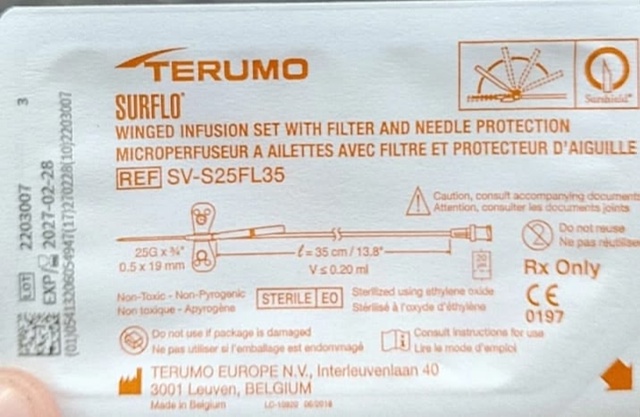 TERUMO
SURFLO®
WINGED INFUSION SET WITH FILTER AND NEEDLE PROTECTION
MICROPERFUSEUR A AILETTES AVEC FILTRE ET PROTECTEUR D'AIGUILLE
REF SV-S25FL35
Surshield®
Caution, consult accompanying documents
Attention, consulter les documents joints
25G x ¾"
0.5 x 19 mm
ℓ = 35 cm / 13.8"
V ≤ 0.20 ml
Do not reuse
Ne pas réutiliser
Rx Only
CE
0197
Non-Toxic - Non-Pyrogenic
Non toxique - Apyrogène
STERILE EO
Sterilized using ethylene oxide
Stérilisé à l'oxyde d'éthylène
Do not use if package is damaged
Ne pas utiliser si l'emballage est endommagé
Consult instructions for use
Lire le mode d'emploi
TERUMO EUROPE N.V., Interleuvenlaan 40
3001 Leuven, BELGIUM
Made in Belgium
3
LOT 2203007
EXP 2027-02-28